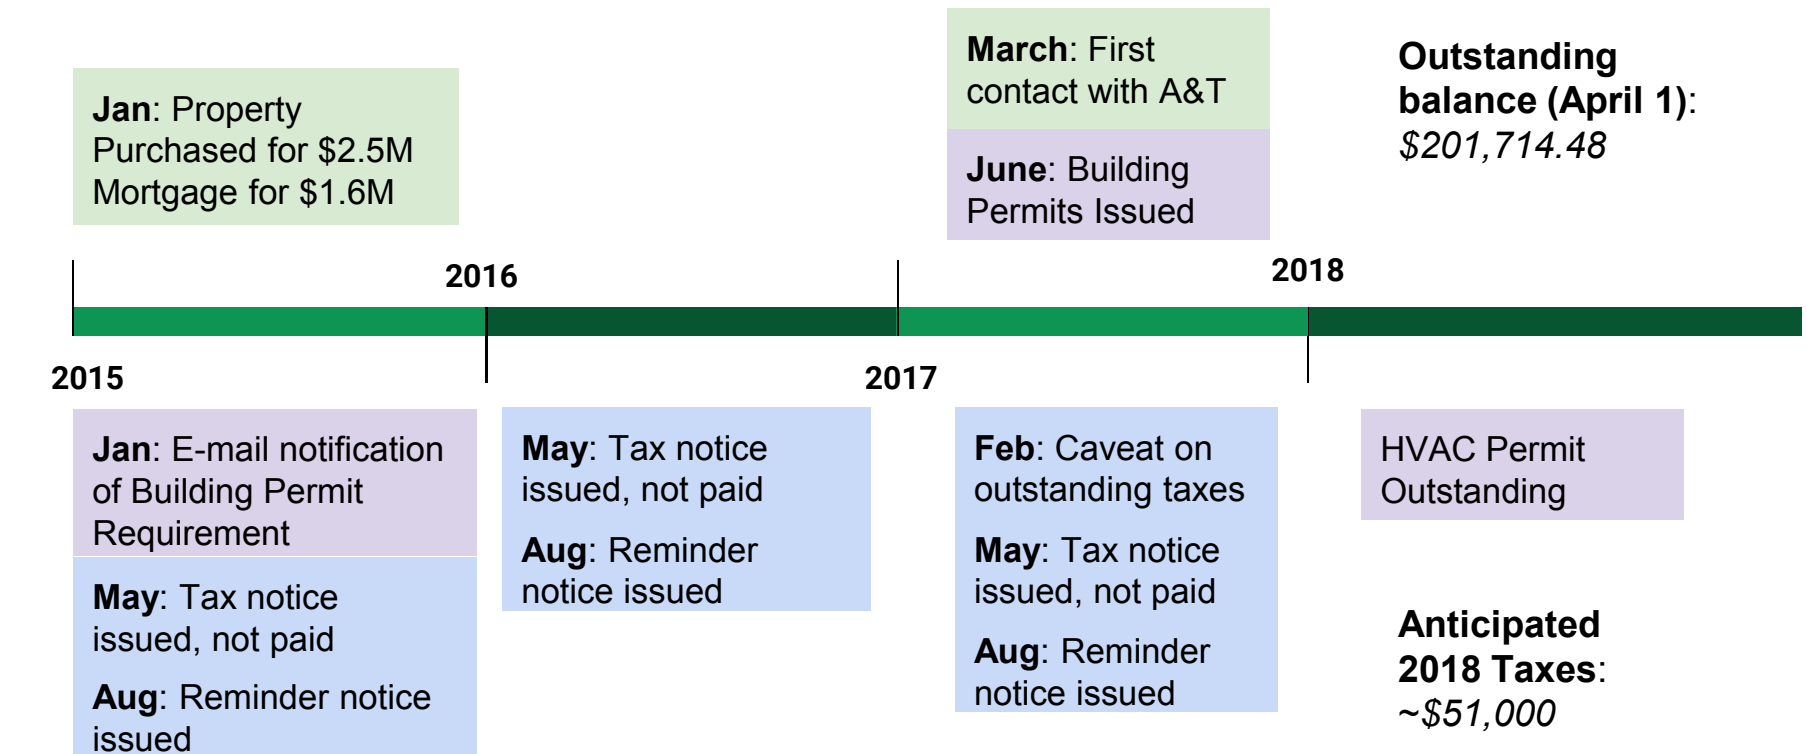 Jan: Property
Purchased for $2.5M
Mortgage for $1.6M
March: First
contact with A&T
June: Building
Permits Issued
Outstanding
balance (April 1):
$201,714.48
2016
2018
2015
2017
Jan: E-mail notification
of Building Permit
Requirement
May: Tax notice
issued, not paid
Aug: Reminder notice
issued
May: Tax notice
issued, not paid
Aug: Reminder
notice issued
Feb: Caveat on
outstanding taxes
May: Tax notice
issued, not paid
Aug: Reminder
notice issued
HVAC Permit
Outstanding
Anticipated
2018 Taxes:
~$51,000